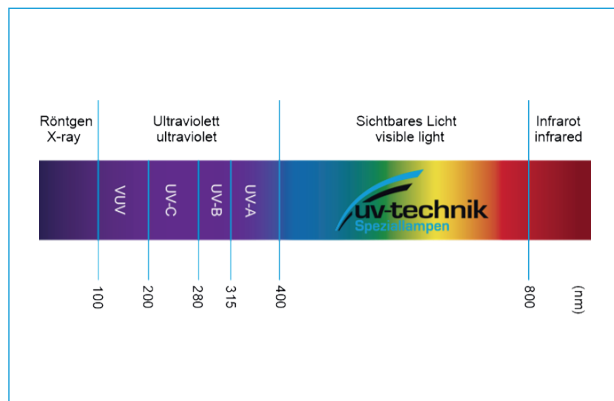 Röntgen
X-ray
Ultraviolett
ultraviolet
Sichtbares Licht
visible light
Infrarot
infrared
VUV
UV-C
UV-B
UV-A
uv-technik
Speziallampen
100
200
280
315
400
800
(nm)